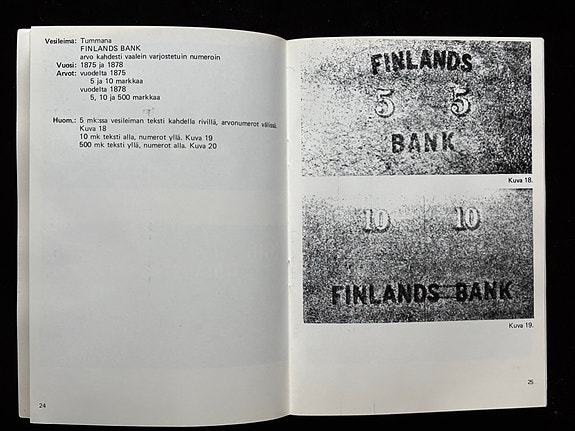 Vesileima: Tummana
FINLANDS BANK
arvo kahdesti vaalein varjostetuin numeroin
Vuosi: 1875 ja 1878
Arvot: vuodelta 1875
5 ja 10 markkaa
vuodelta 1878
5, 10 ja 500 markkaa
Huom.: 5 mk:ssa vesileiman teksti kahdella rivillä, arvonumerot välissä.
Kuva 18
10 mk teksti alla, numerot yllä. Kuva 19
500 mk teksti yllä, numerot alla. Kuva 20
24
FINLANDS
5 5
BANK
Kuva 18.
10 10
FINLANDS BANK
Kuva 19.
25